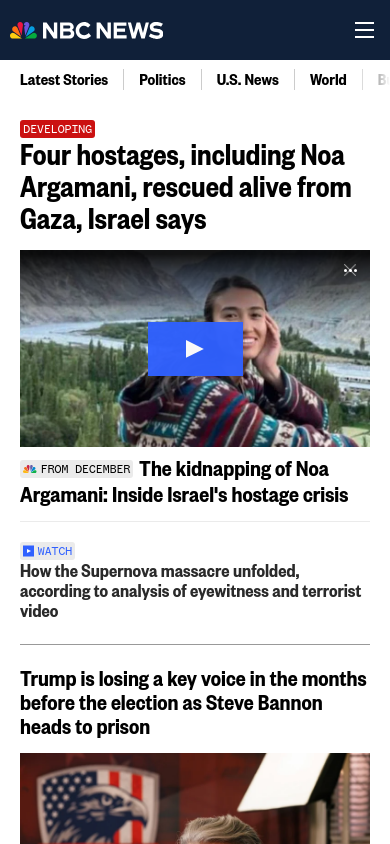 NBC NEWS
Latest Stories
Politics
U.S. News
World
DEVELOPING
Four hostages, including Noa
Argamani, rescued alive from
Gaza, Israel says
FROM DECEMBER The kidnapping of Noa
Argamani: Inside Israel's hostage crisis
WATCH
How the Supernova massacre unfolded,
according to analysis of eyewitness and terrorist
video
Trump is losing a key voice in the months
before the election as Steve Bannon
heads to prison